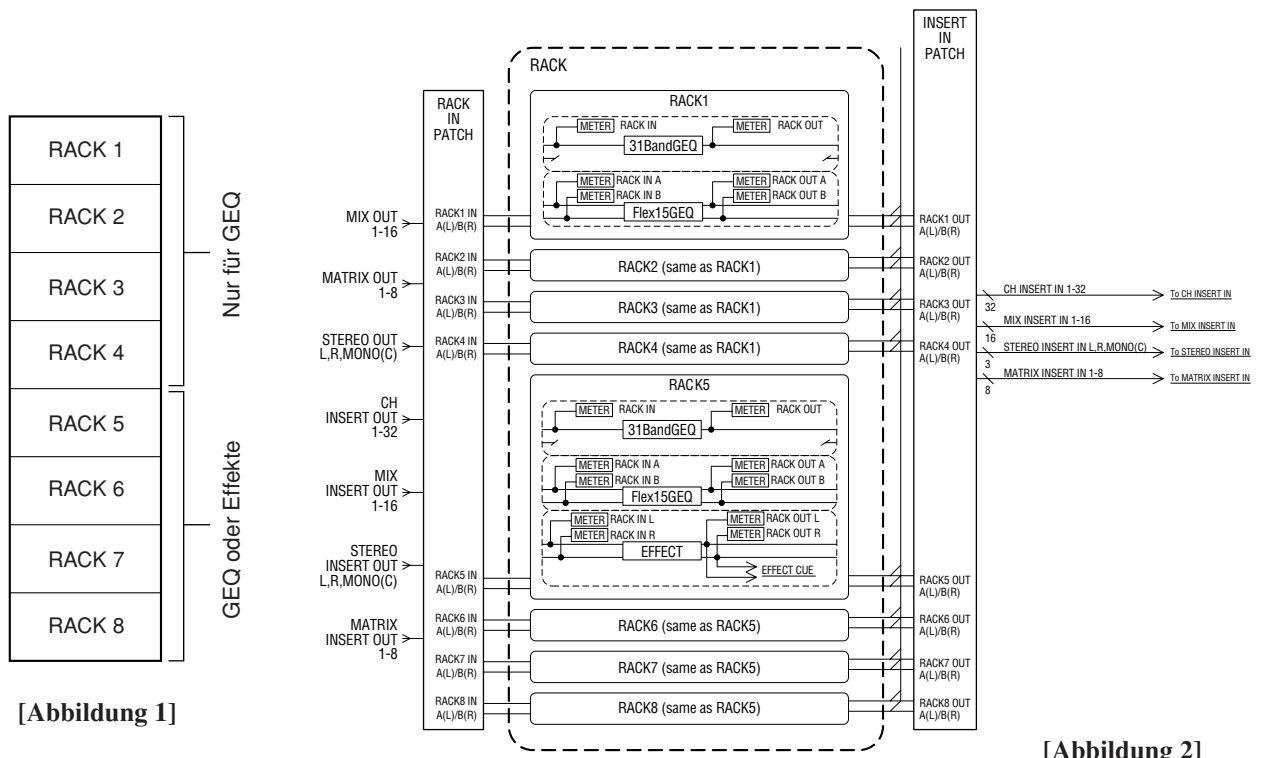 RACK 1
RACK 2
RACK 3
RACK 4
RACK 5
RACK 6
RACK 7
RACK 8
Nur für GEQ
GEQ oder Effekte
[Abbildung 1]
MIX OUT
1-16
MATRIX OUT
1-8
STEREO OUT
L,R,MONO(C)
CH
INSERT OUT
1-32
MIX
INSERT OUT
1-16
STEREO
INSERT OUT
L,R,MONO(C)
MATRIX
INSERT OUT
1-8
RACK
IN
PATCH
RACK1 IN
A(L)/B(R)
RACK2 IN
A(L)/B(R)
RACK3 IN
A(L)/B(R)
RACK4 IN
A(L)/B(R)
RACK5 IN
A(L)/B(R)
RACK6 IN
A(L)/B(R)
RACK7 IN
A(L)/B(R)
RACK8 IN
A(L)/B(R)
RACK
RACK1
METER RACK IN METER RACK OUT
31BandGEQ
METER RACK IN A METER RACK OUT A
METER RACK IN B METER RACK OUT B
Flex15GEQ
RACK2 (same as RACK1)
RACK3 (same as RACK1)
RACK4 (same as RACK1)
RACK5
METER RACK IN METER RACK OUT
31BandGEQ
METER RACK IN A METER RACK OUT A
METER RACK IN B METER RACK OUT B
Flex15GEQ
METER RACK IN L METER RACK OUT L
METER RACK IN R METER RACK OUT R
EFFECT
EFFECT CUE
RACK6 (same as RACK5)
RACK7 (same as RACK5)
RACK8 (same as RACK5)
INSERT
IN
PATCH
RACK1 OUT
A(L)/B(R)
RACK2 OUT
A(L)/B(R)
RACK3 OUT
A(L)/B(R)
RACK4 OUT
A(L)/B(R)
RACK5 OUT
A(L)/B(R)
RACK6 OUT
A(L)/B(R)
RACK7 OUT
A(L)/B(R)
RACK8 OUT
A(L)/B(R)
CH INSERT IN 1-32 To CH INSERT IN
32
MIX INSERT IN 1-16 To MIX INSERT IN
16
STEREO INSERT IN L,R,MONO(C) To STEREO INSERT IN
3
MATRIX INSERT IN 1-8 To MATRIX INSERT IN
8
[Abbildung 2]